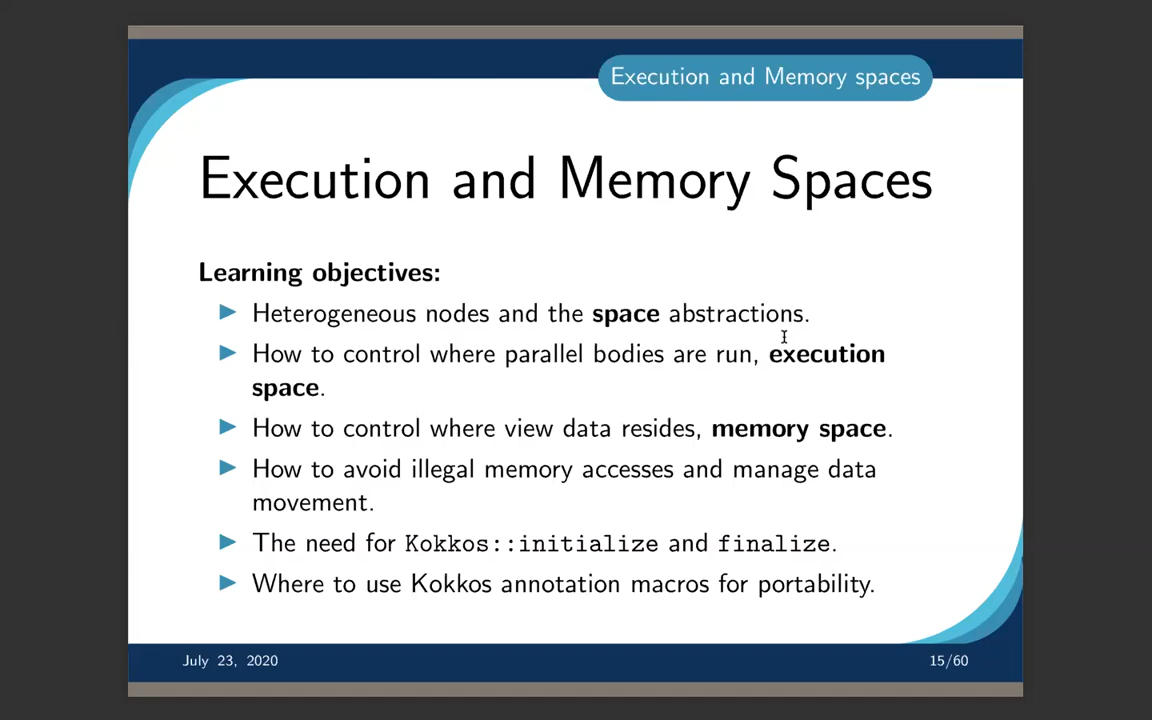 Execution and Memory spaces
Execution and Memory Spaces
Learning objectives:
Heterogeneous nodes and the space abstractions.
How to control where parallel bodies are run, execution
space.
How to control where view data resides, memory space.
How to avoid illegal memory accesses and manage data
movement.
The need for Kokkos::initialize and finalize.
Where to use Kokkos annotation macros for portability.
July 23, 2020
15/60